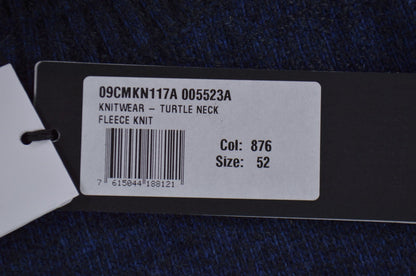 09CMKN117A 005523A
KNITWEAR – TURTLE NECK
FLEECE KNIT
Col: 876
Size: 52
7 615044 188121